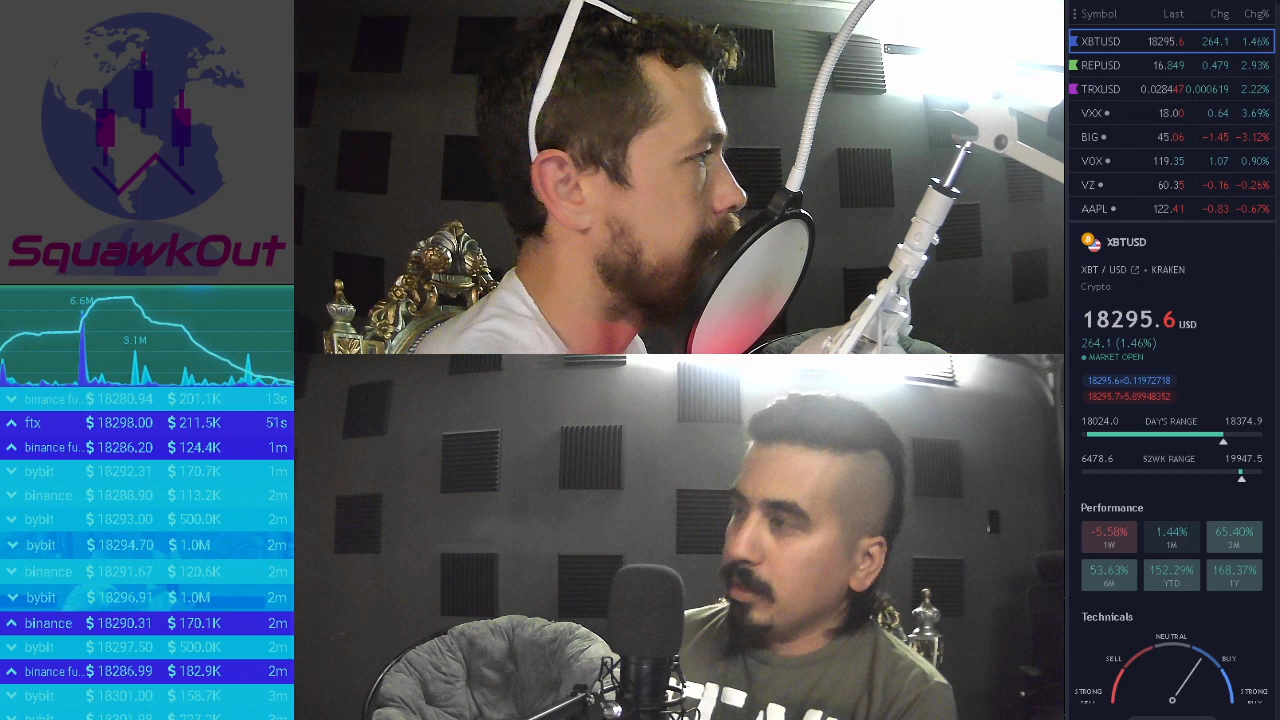 SquawkOut
6.6M
3.1M
binance fu... $ 18280.94 $ 201.1K 13s
ftx $ 18298.00 $ 211.5K 51s
binance fu... $ 18286.20 $ 124.4K 1m
bybit $ 18292.31 $ 170.7K 1m
binance $ 18288.90 $ 113.2K 2m
bybit $ 18293.00 $ 500.0K 2m
bybit $ 18294.70 $ 1.0M 2m
binance $ 18291.67 $ 120.6K 2m
bybit $ 18296.91 $ 1.0M 2m
binance $ 18290.31 $ 170.1K 2m
bybit $ 18297.50 $ 500.0K 2m
binance fu... $ 18286.99 $ 182.9K 2m
bybit $ 18301.00 $ 158.7K 3m
Symbol Last Chg Chg%
XBTUSD 18295.6 264.1 1.46%
REPUSD 16.849 0.479 2.93%
TRXUSD 0.028447 0.000619 2.22%
VXX 18.00 0.64 3.69%
BIG 45.06 -1.45 -3.12%
VOX 119.35 1.07 0.90%
VZ 60.35 -0.16 -0.26%
AAPL 122.41 -0.83 -0.67%
XBTUSD
XBT / USD • KRAKEN
Crypto
18295.6 USD
264.1 (1.46%)
MARKET OPEN
18295.6×0.11972718
18295.7×5.89948352
18024.0 DAYS RANGE 18374.9
6478.6 52WK RANGE 19947.5
Performance
-5.58% 1.44% 65.40%
1W 1M 3M
53.63% 152.29% 168.37%
6M YTD 1Y
Technicals
NEUTRAL
SELL BUY
STRONG STRONG